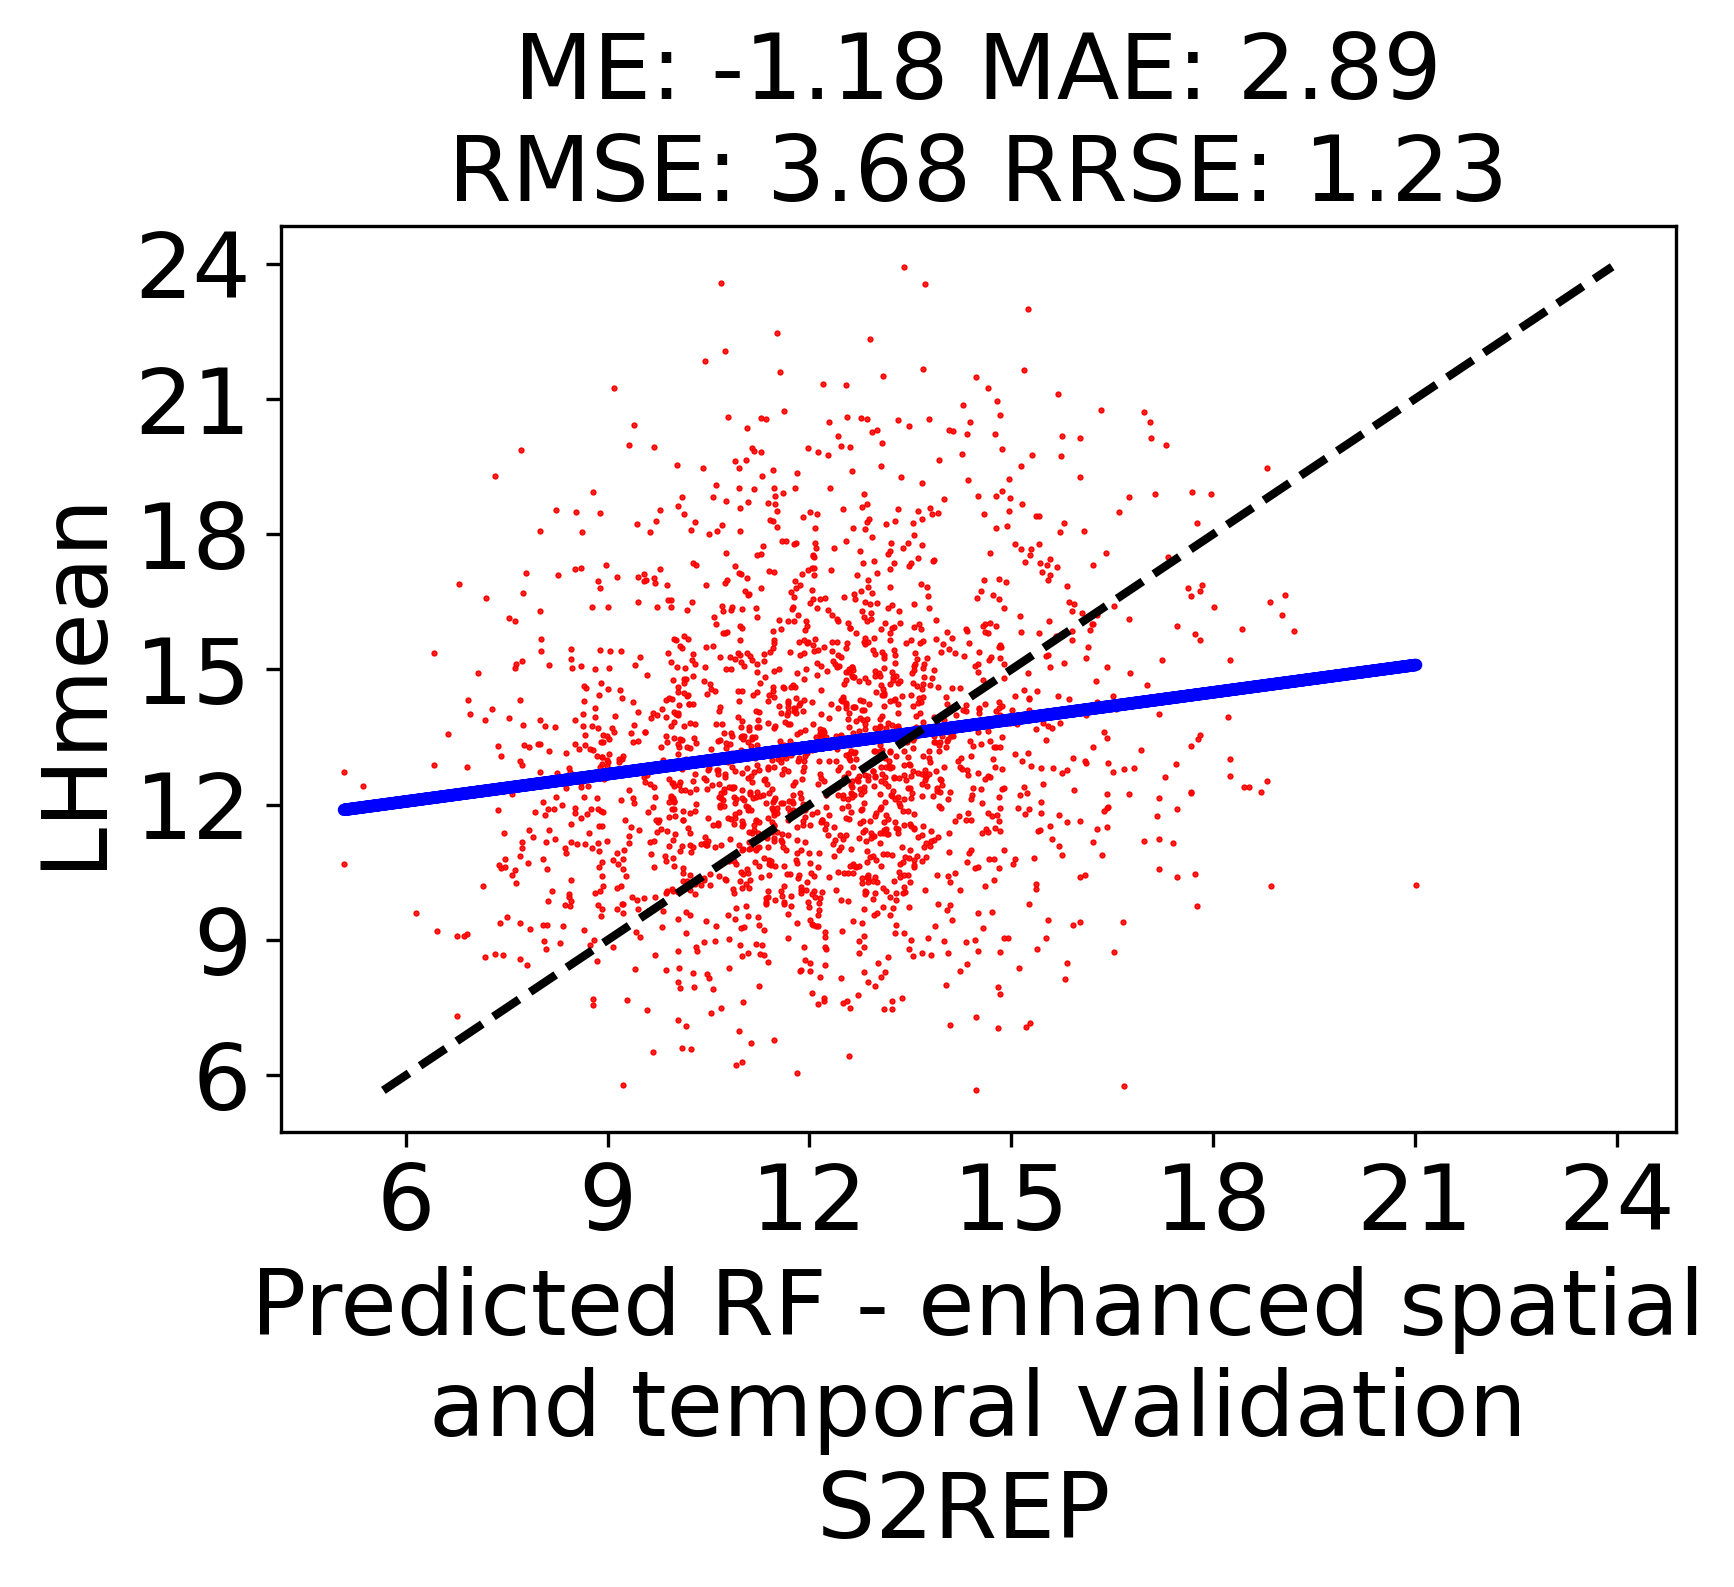 ME: -1.18 MAE: 2.89
RMSE: 3.68 RRSE: 1.23
LHmean
24
21
18
15
12
9
6
6 9 12 15 18 21 24
Predicted RF - enhanced spatial
and temporal validation
S2REP